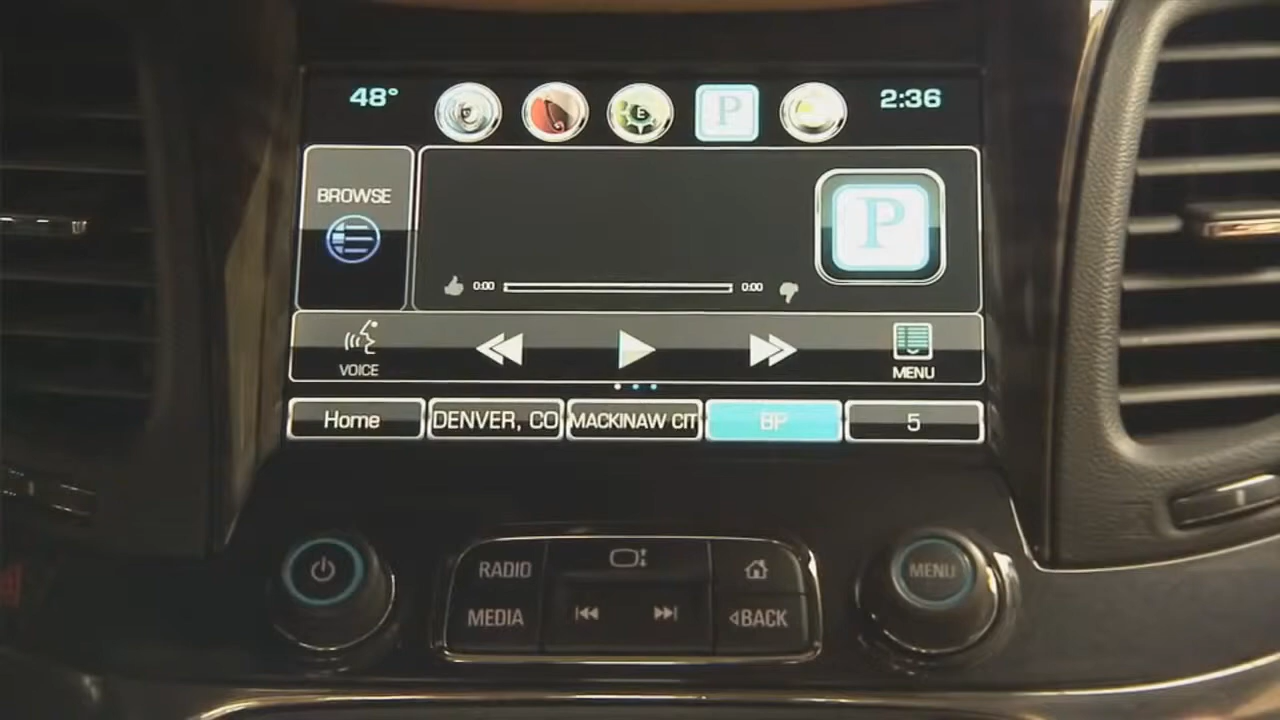 48° P 2:36
BROWSE
P
0:00 0:00
VOICE
MENU
Home DENVER, CO MACKINAW CIT BP 5
RADIO
MENU
MEDIA
BACK